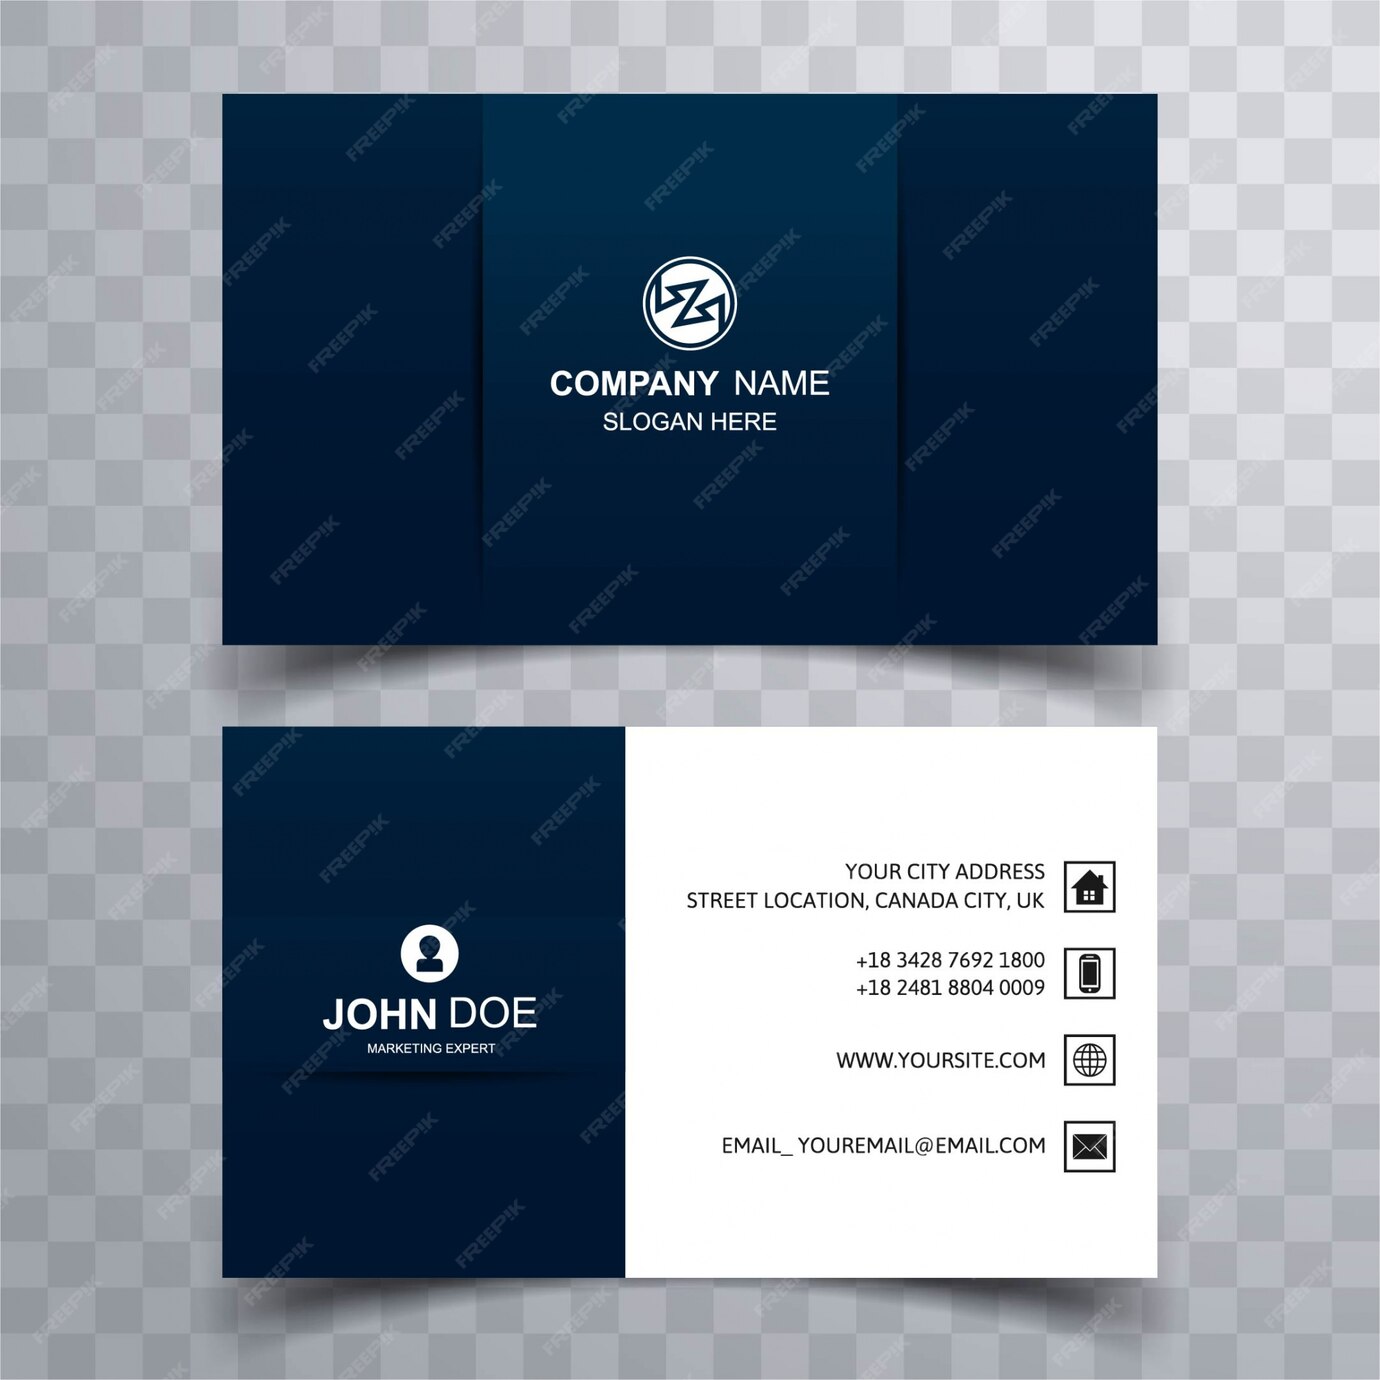 COMPANY NAME
SLOGAN HERE
JOHN DOE
MARKETING EXPERT
YOUR CITY ADDRESS
STREET LOCATION, CANADA CITY, UK
+18 3428 7692 1800
+18 2481 8804 0009
WWW.YOURSITE.COM
EMAIL_ YOUREMAIL@EMAIL.COM
FREEPIK